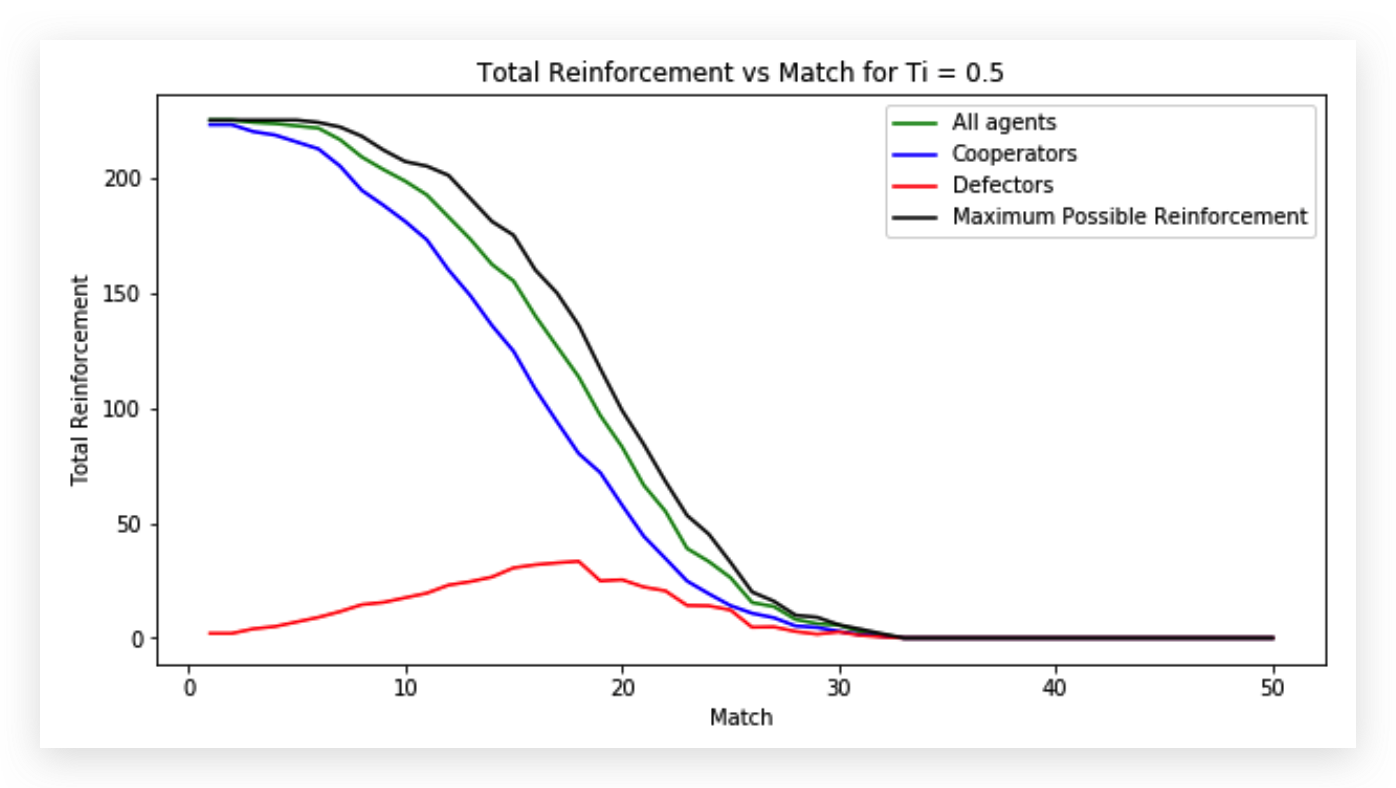 Total Reinforcement vs Match for Ti = 0.5
All agents
Cooperators
Defectors
Maximum Possible Reinforcement
Total Reinforcement
200
150
100
50
0
0 10 20 30 40 50
Match